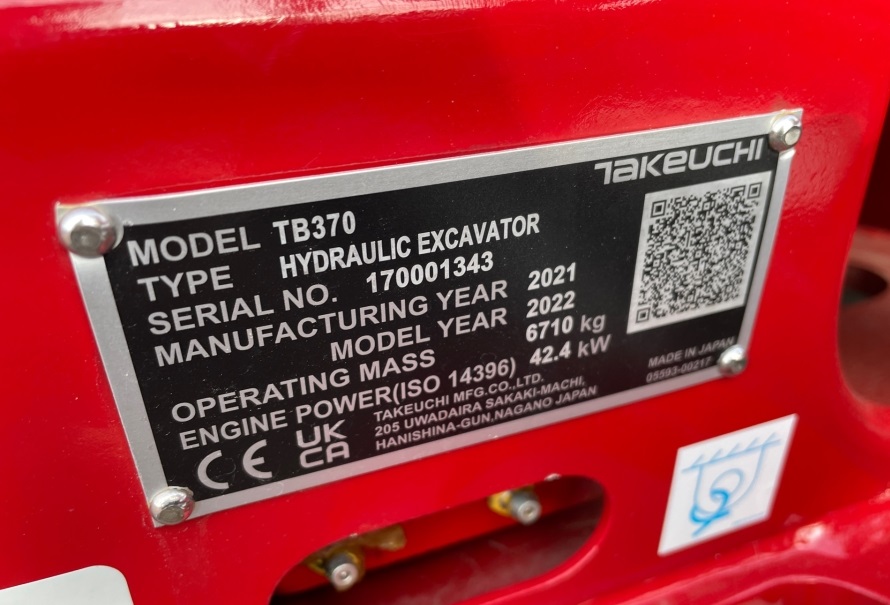 TAKEUCHI
MODEL TB370
TYPE HYDRAULIC EXCAVATOR
SERIAL NO. 170001343
MANUFACTURING YEAR 2021
MODEL YEAR 2022
OPERATING MASS 6710 kg
ENGINE POWER(ISO 14396) 42.4 kW
CE UK CA
TAKEUCHI MFG.CO.,LTD.
205 UWADAIRA SAKAKI-MACHI,
HANISHINA-GUN,NAGANO JAPAN
MADE IN JAPAN
05593-00217